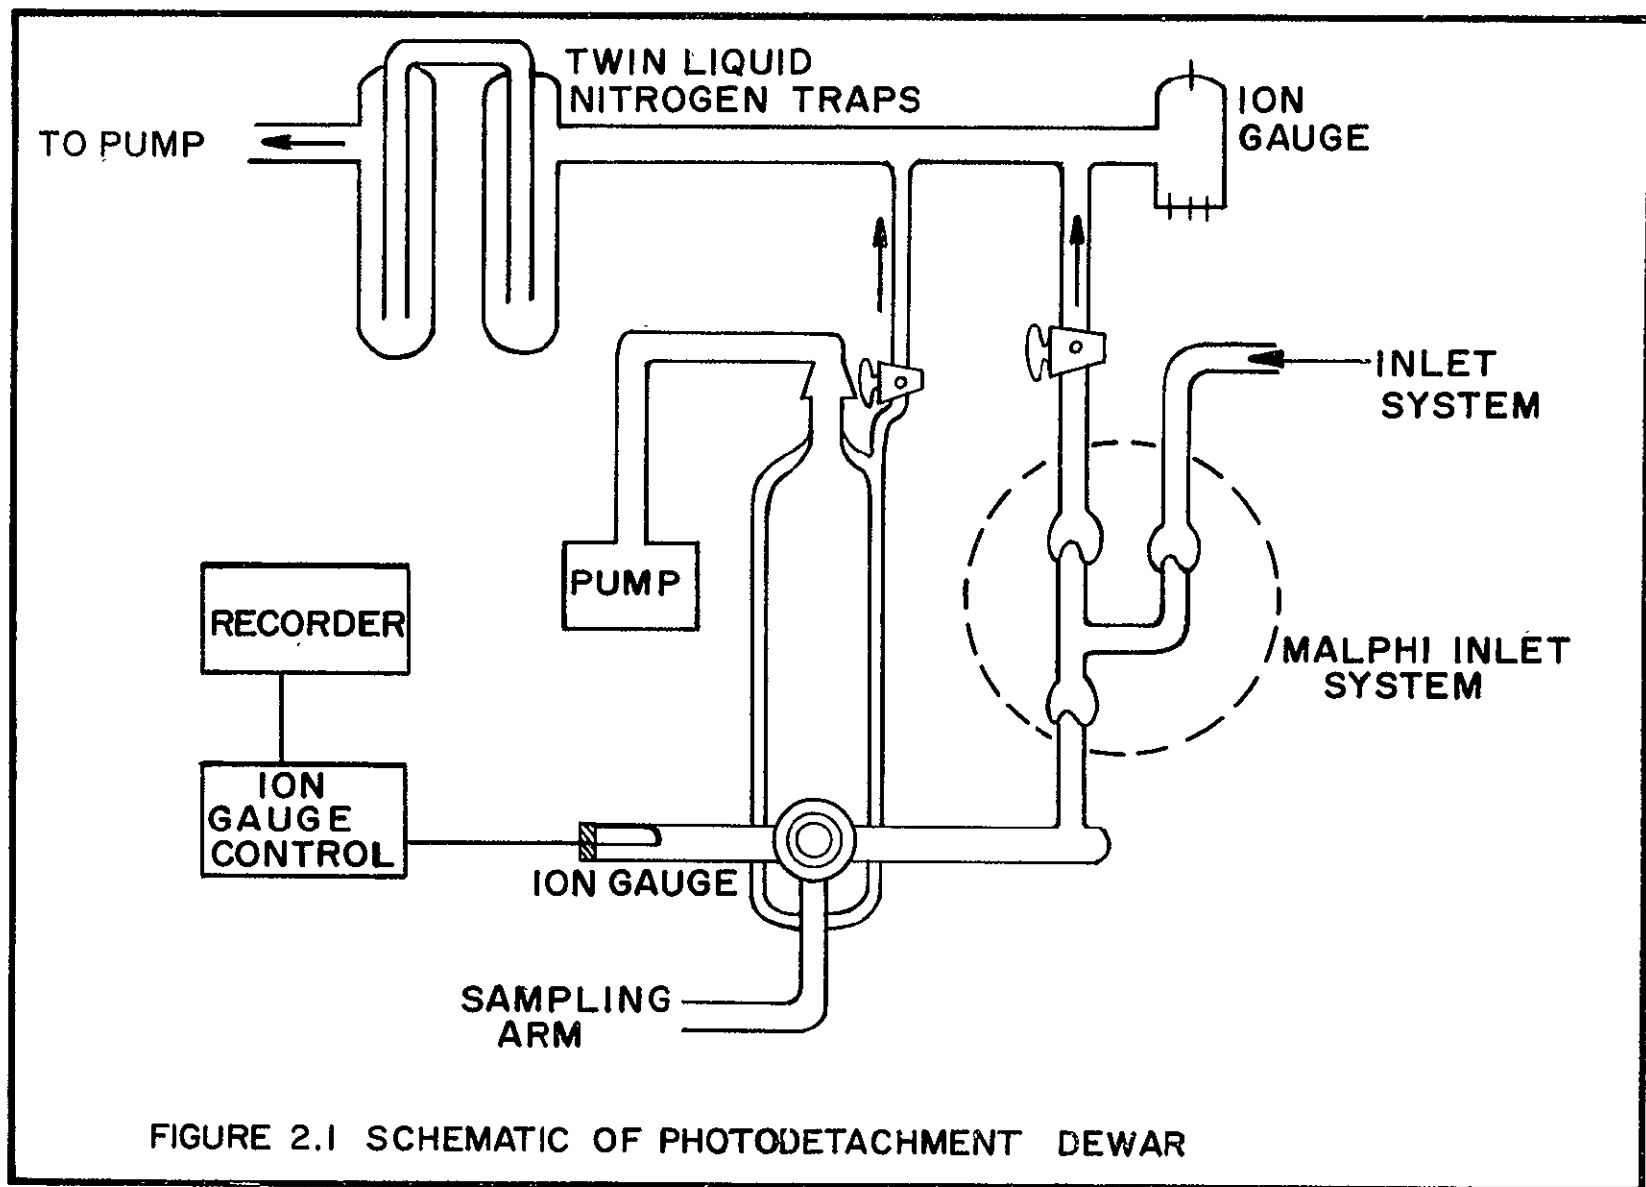 TWIN LIQUID
NITROGEN TRAPS
ION
GAUGE
TO PUMP
INLET
SYSTEM
PUMP
RECORDER
MALPHI INLET
SYSTEM
ION
GAUGE
CONTROL
ION GAUGE
SAMPLING
ARM
FIGURE 2.1 SCHEMATIC OF PHOTODETACHMENT DEWAR